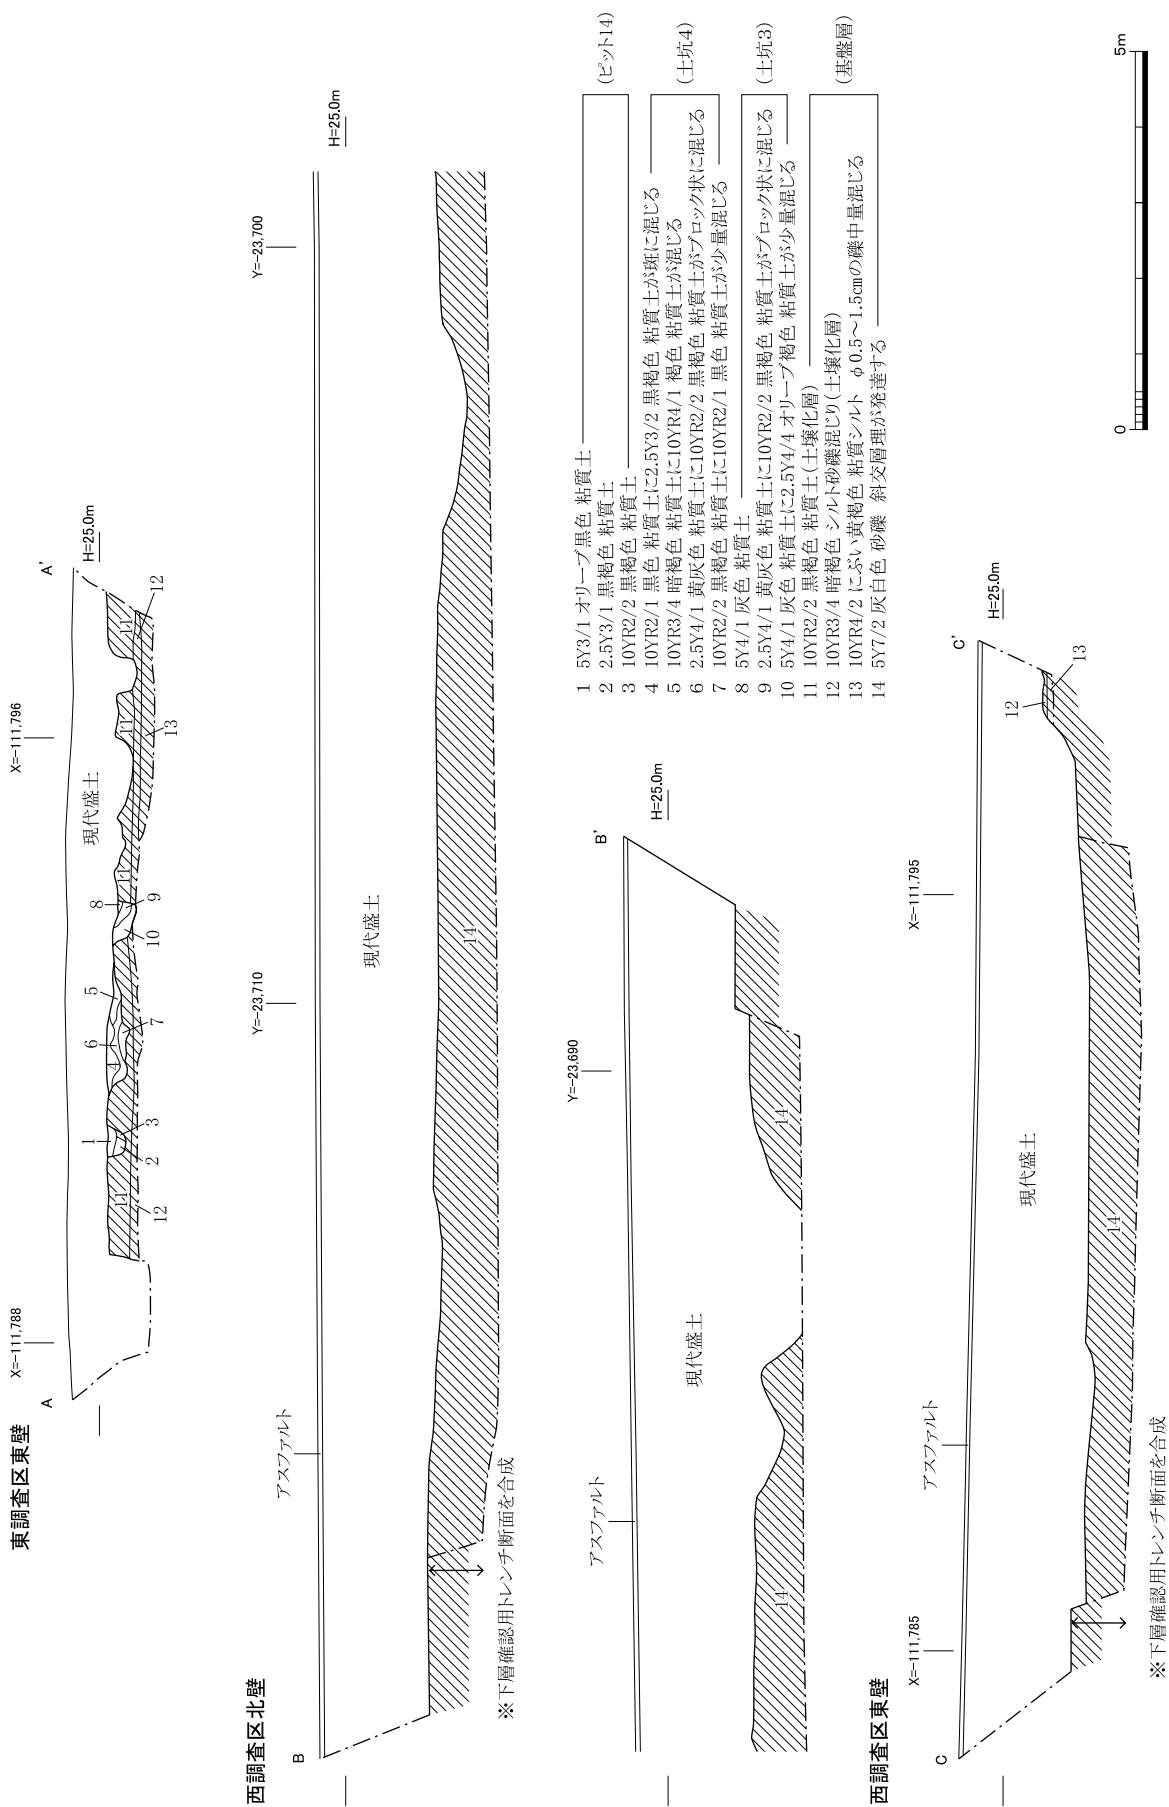 東調査区東壁
A
X=-111,788
X=-111,796
A'
H=25.0m
現代盛土
1
2
3
4
5
6
7
8
9
10
11
11
11
11
12
12
13
西調査区北壁
B
Y=-23,710
Y=-23,700
H=25.0m
アスファルト
現代盛土
14
※下層確認用トレンチ断面を合成
Y=-23,690
B'
H=25.0m
アスファルト
現代盛土
14
14
1 5Y3/1 オリーブ黒色 粘質土
2 2.5Y3/1 黒褐色 粘質土
3 10YR2/2 黒褐色 粘質土
(ピット14)
4 10YR2/1 黒色 粘質土に2.5Y3/2 黒褐色 粘質土が斑に混じる
5 10YR3/4 暗褐色 粘質土に10YR4/1 褐色 粘質土が混じる
6 2.5Y4/1 黄灰色 粘質土に10YR2/2 黒褐色 粘質土がブロック状に混じる
7 10YR2/2 黒褐色 粘質土に10YR2/1 黒色 粘質土が少量混じる
(土坑4)
8 5Y4/1 灰色 粘質土
9 2.5Y4/1 黄灰色 粘質土に10YR2/2 黒褐色 粘質土がブロック状に混じる
10 5Y4/1 灰色 粘質土に2.5Y4/4 オリーブ褐色 粘質土が少量混じる
(土坑3)
11 10YR2/2 黒褐色 粘質土(土壌化層)
12 10YR3/4 暗褐色 シルト砂礫混じり(土壌化層)
13 10YR4/2 にぶい黄褐色 粘質シルト φ0.5～1.5cmの礫中量混じる
14 5Y7/2 灰白色 砂礫 斜交層理が発達する
(基盤層)
西調査区東壁
C
X=-111,785
X=-111,795
C'
H=25.0m
アスファルト
現代盛土
12
13
14
※下層確認用トレンチ断面を合成
0
5m